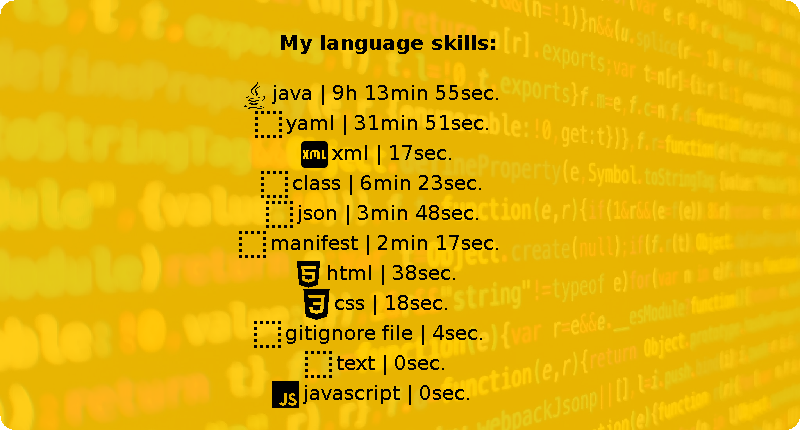 My language skills:
java | 9h 13min 55sec.
yaml | 31min 51sec.
xml | 17sec.
class | 6min 23sec.
json | 3min 48sec.
manifest | 2min 17sec.
html | 38sec.
css | 18sec.
gitignore file | 4sec.
text | 0sec.
JS javascript | 0sec.